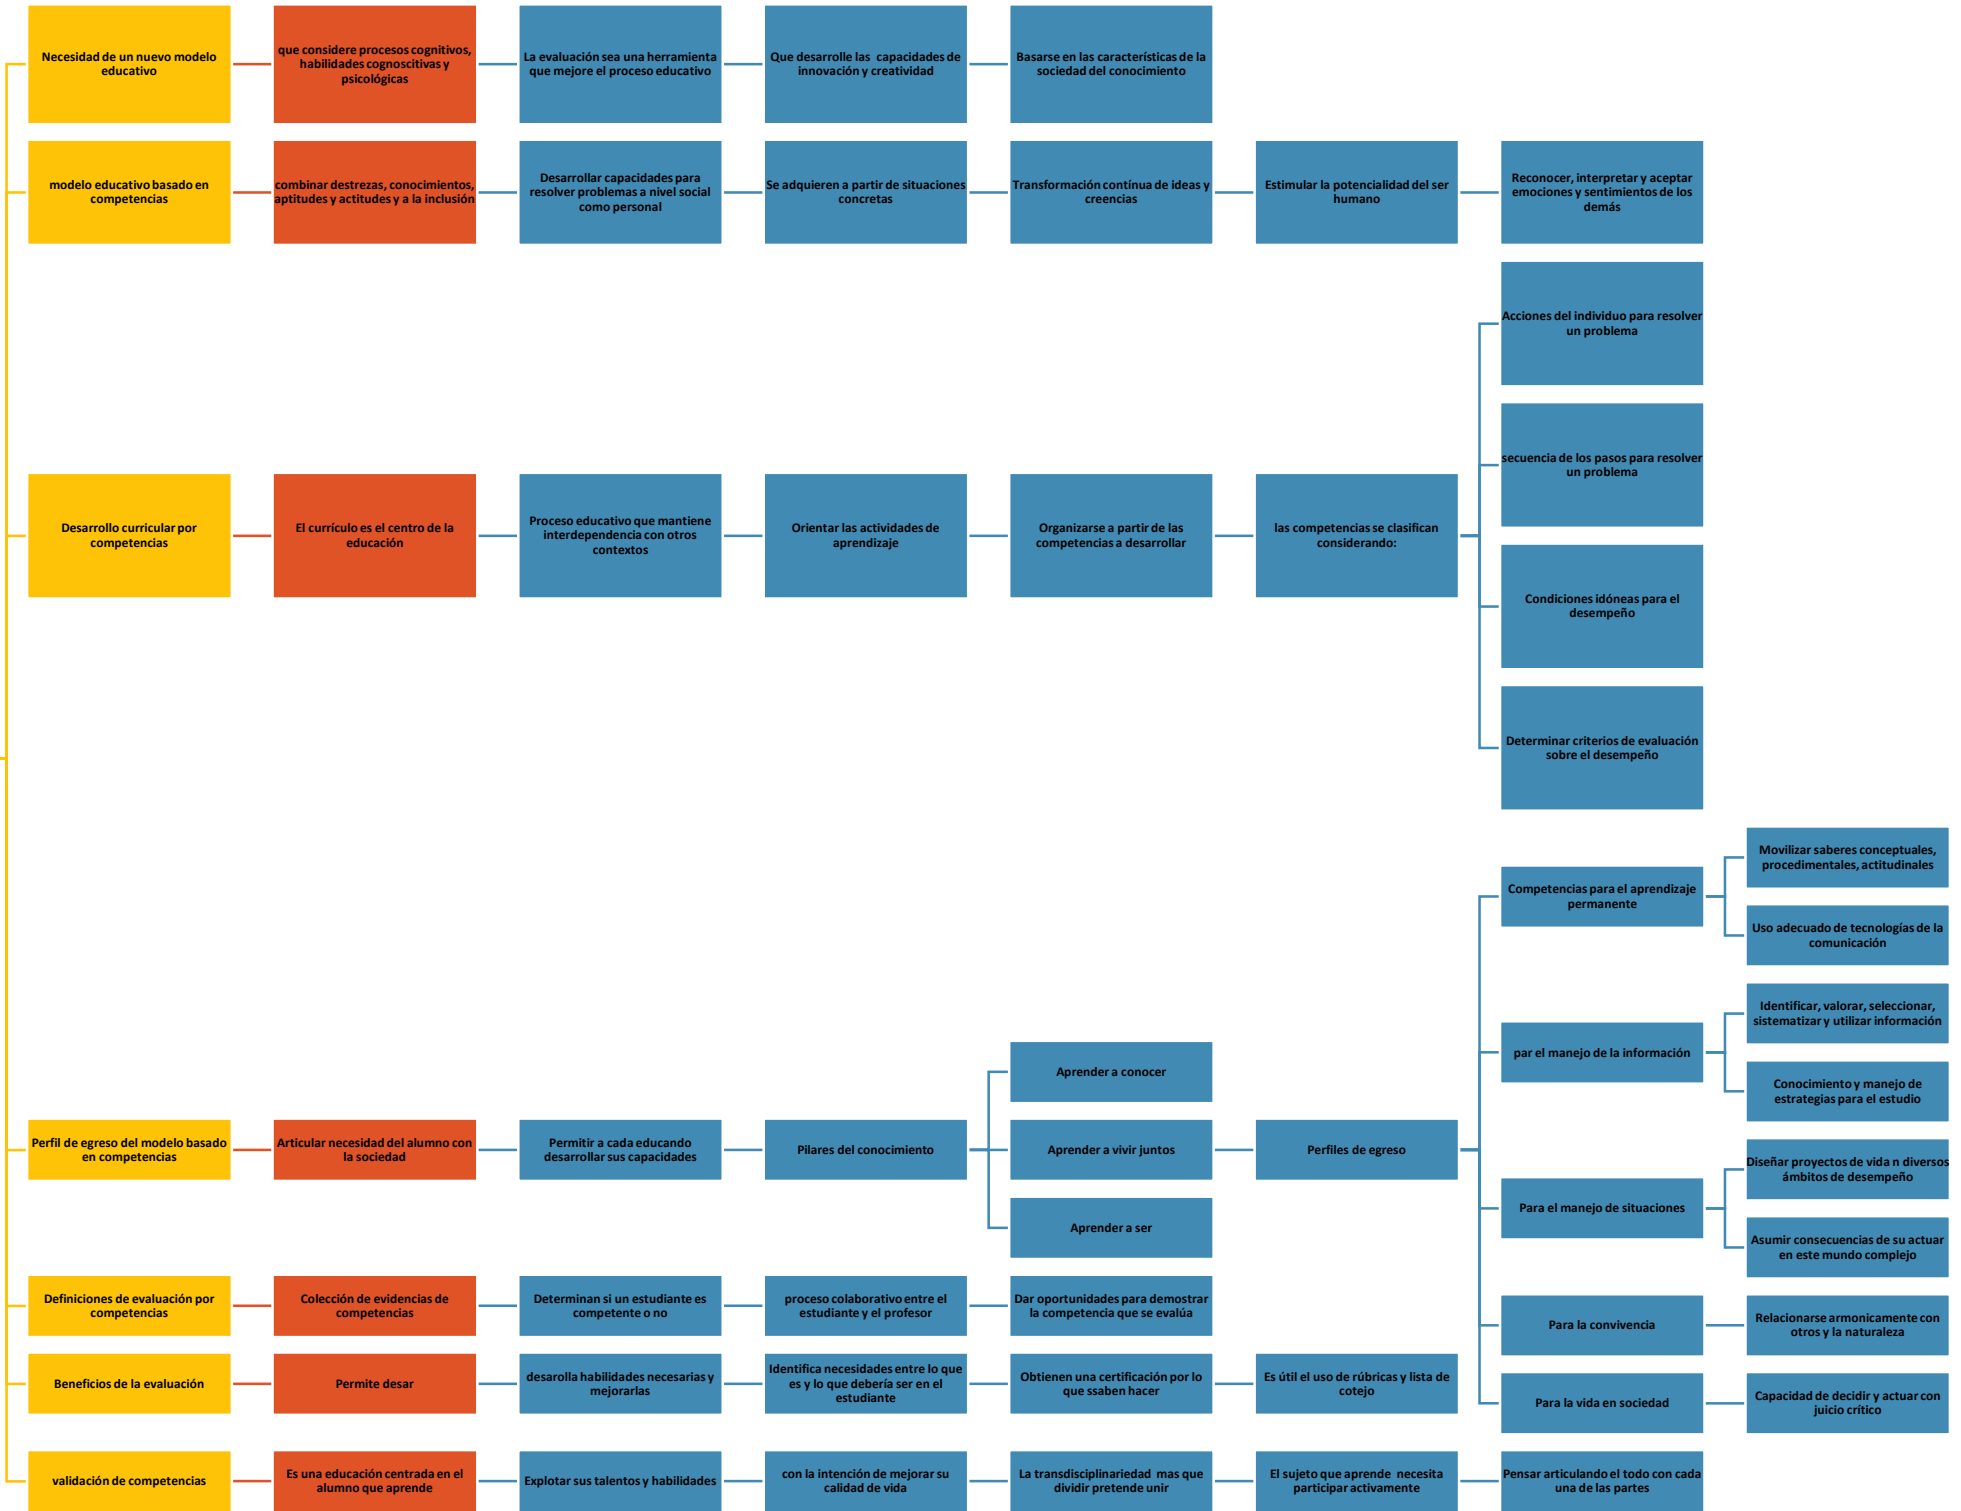 Necesidad de un nuevo modelo
educativo
que considere procesos cognitivos,
habilidades cognoscitivas y
psicológicas
La evaluación sea una herramienta
que mejore el proceso educativo
Que desarrolle las capacidades de
innovación y creatividad
Basarse en las características de la
sociedad del conocimiento
modelo educativo basado en
competencias
combinar destrezas, conocimientos,
aptitudes y actitudes y a la inclusión
Desarrollar capacidades para
resolver problemas a nivel social
como personal
Se adquieren a partir de situaciones
concretas
Transformación contínua de ideas y
creencias
Estimular la potencialidad del ser
humano
Reconocer, interpretar y aceptar
emociones y sentimientos de los
demás
Desarrollo curricular por
competencias
El currículo es el centro de la
educación
Proceso educativo que mantiene
interdependencia con otros
contextos
Orientar las actividades de
aprendizaje
Organizarse a partir de las
competencias a desarrollar
las competencias se clasifican
considerando:
Acciones del individuo para resolver
un problema
secuencia de los pasos para resolver
un problema
Condiciones idóneas para el
desempeño
Determinar criterios de evaluación
sobre el desempeño
Perfil de egreso del modelo basado
en competencias
Articular necesidad del alumno con
la sociedad
Permitir a cada educando
desarrollar sus capacidades
Pilares del conocimiento
Aprender a conocer
Aprender a vivir juntos
Aprender a ser
Perfiles de egreso
Competencias para el aprendizaje
permanente
Movilizar saberes conceptuales,
procedimentales, actitudinales
Uso adecuado de tecnologías de la
comunicación
par el manejo de la información
Identificar, valorar, seleccionar,
sistematizar y utilizar información
Conocimiento y manejo de
estrategias para el estudio
Para el manejo de situaciones
Diseñar proyectos de vida n diversos
ámbitos de desempeño
Asumir consecuencias de su actuar
en este mundo complejo
Para la convivencia
Relacionarse armonicamente con
otros y la naturaleza
Para la vida en sociedad
Capacidad de decidir y actuar con
juicio crítico
Definiciones de evaluación por
competencias
Colección de evidencias de
competencias
Determinan si un estudiante es
competente o no
proceso colaborativo entre el
estudiante y el profesor
Dar oportunidades para demostrar
la competencia que se evalúa
Beneficios de la evaluación
Permite desar
desarolla habilidades necesarias y
mejorarlas
Identifica necesidades entre lo que
es y lo que debería ser en el
estudiante
Obtienen una certificación por lo
que ssaben hacer
Es útil el uso de rúbricas y lista de
cotejo
validación de competencias
Es una educación centrada en el
alumno que aprende
Explotar sus talentos y habilidades
con la intención de mejorar su
calidad de vida
La transdisciplinariedad mas que
dividir pretende unir
El sujeto que aprende necesita
participar activamente
Pensar articulando el todo con cada
una de las partes